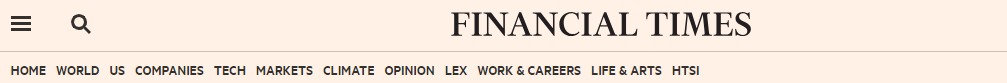 FINANCIAL TIMES
HOME WORLD US COMPANIES TECH MARKETS CLIMATE OPINION LEX WORK & CAREERS LIFE & ARTS HTSI